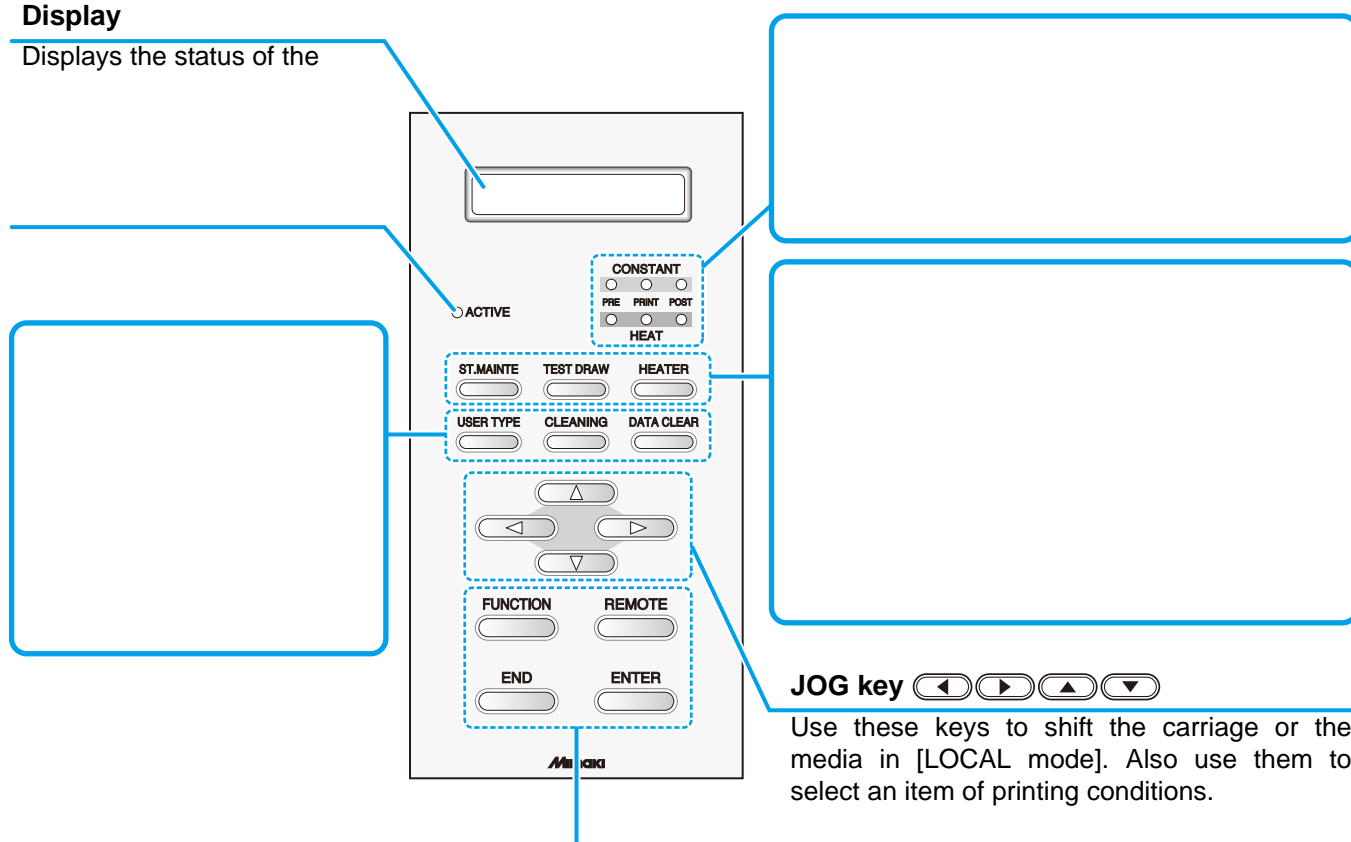 Display
Displays the status of the
CONSTANT
PRE PRINT POST
HEAT
ACTIVE
ST.MAINTE TEST DRAW HEATER
USER TYPE CLEANING DATA CLEAR
FUNCTION REMOTE
END ENTER
JOG key
Use these keys to shift the carriage or the
media in [LOCAL mode]. Also use them to
select an item of printing conditions.